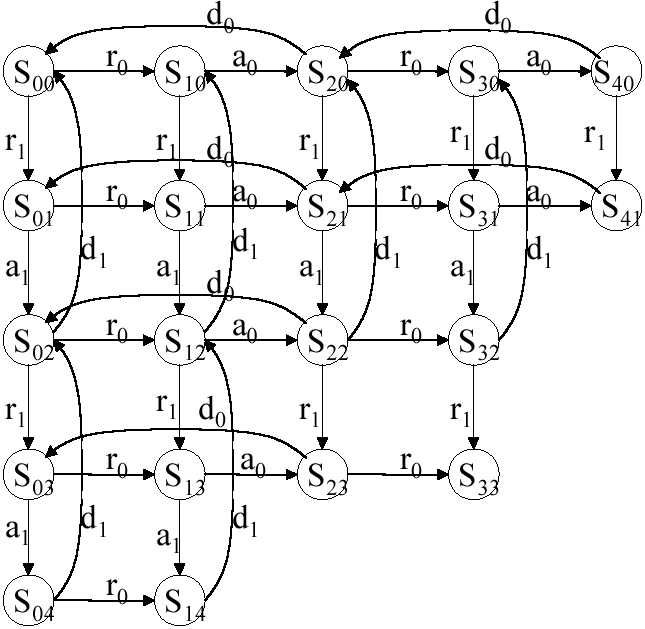 d₀ d₀
S₀₀ r₀ S₁₀ a₀ S₂₀ r₀ S₃₀ a₀ S₄₀
r₁ r₁ r₁ r₁ r₁
d₀ d₀
S₀₁ r₀ S₁₁ a₀ S₂₁ r₀ S₃₁ a₀ S₄₁
a₁ d₁ a₁ d₁ a₁ d₁ a₁ d₁
d₀
S₀₂ r₀ S₁₂ a₀ S₂₂ r₀ S₃₂
r₁ r₁ d₀ r₁ r₁
S₀₃ r₀ S₁₃ a₀ S₂₃ r₀ S₃₃
a₁ d₁ a₁ d₁
S₀₄ r₀ S₁₄